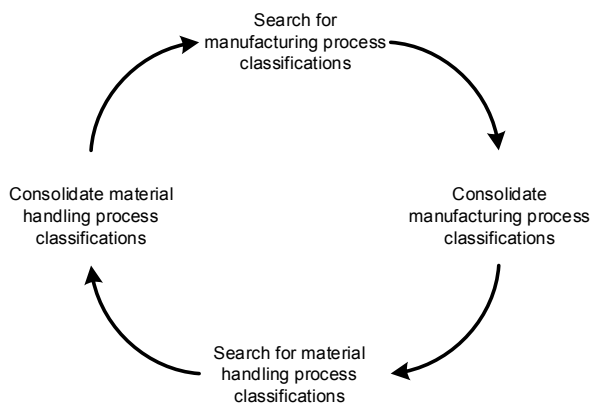 Search for
manufacturing process
classifications
Consolidate
manufacturing process
classifications
Search for material
handling process
classifications
Consolidate material
handling process
classifications